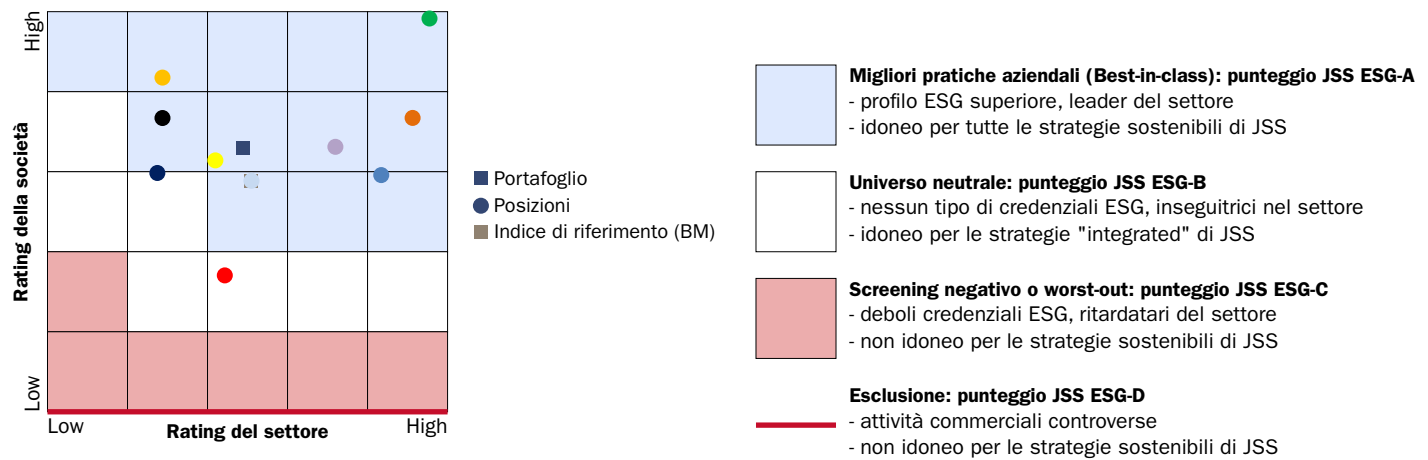 High
Rating della società
Low
Low
Rating del settore
High
Portafoglio
Posizioni
Indice di riferimento (BM)
Migliori pratiche aziendali (Best-in-class): punteggio JSS ESG-A
- profilo ESG superiore, leader del settore
- idoneo per tutte le strategie sostenibili di JSS
Universo neutrale: punteggio JSS ESG-B
- nessun tipo di credenziali ESG, inseguitrici nel settore
- idoneo per le strategie "integrated" di JSS
Screening negativo o worst-out: punteggio JSS ESG-C
- deboli credenziali ESG, ritardatari del settore
- non idoneo per le strategie sostenibili di JSS
Esclusione: punteggio JSS ESG-D
- attività commerciali controverse
- non idoneo per le strategie sostenibili di JSS